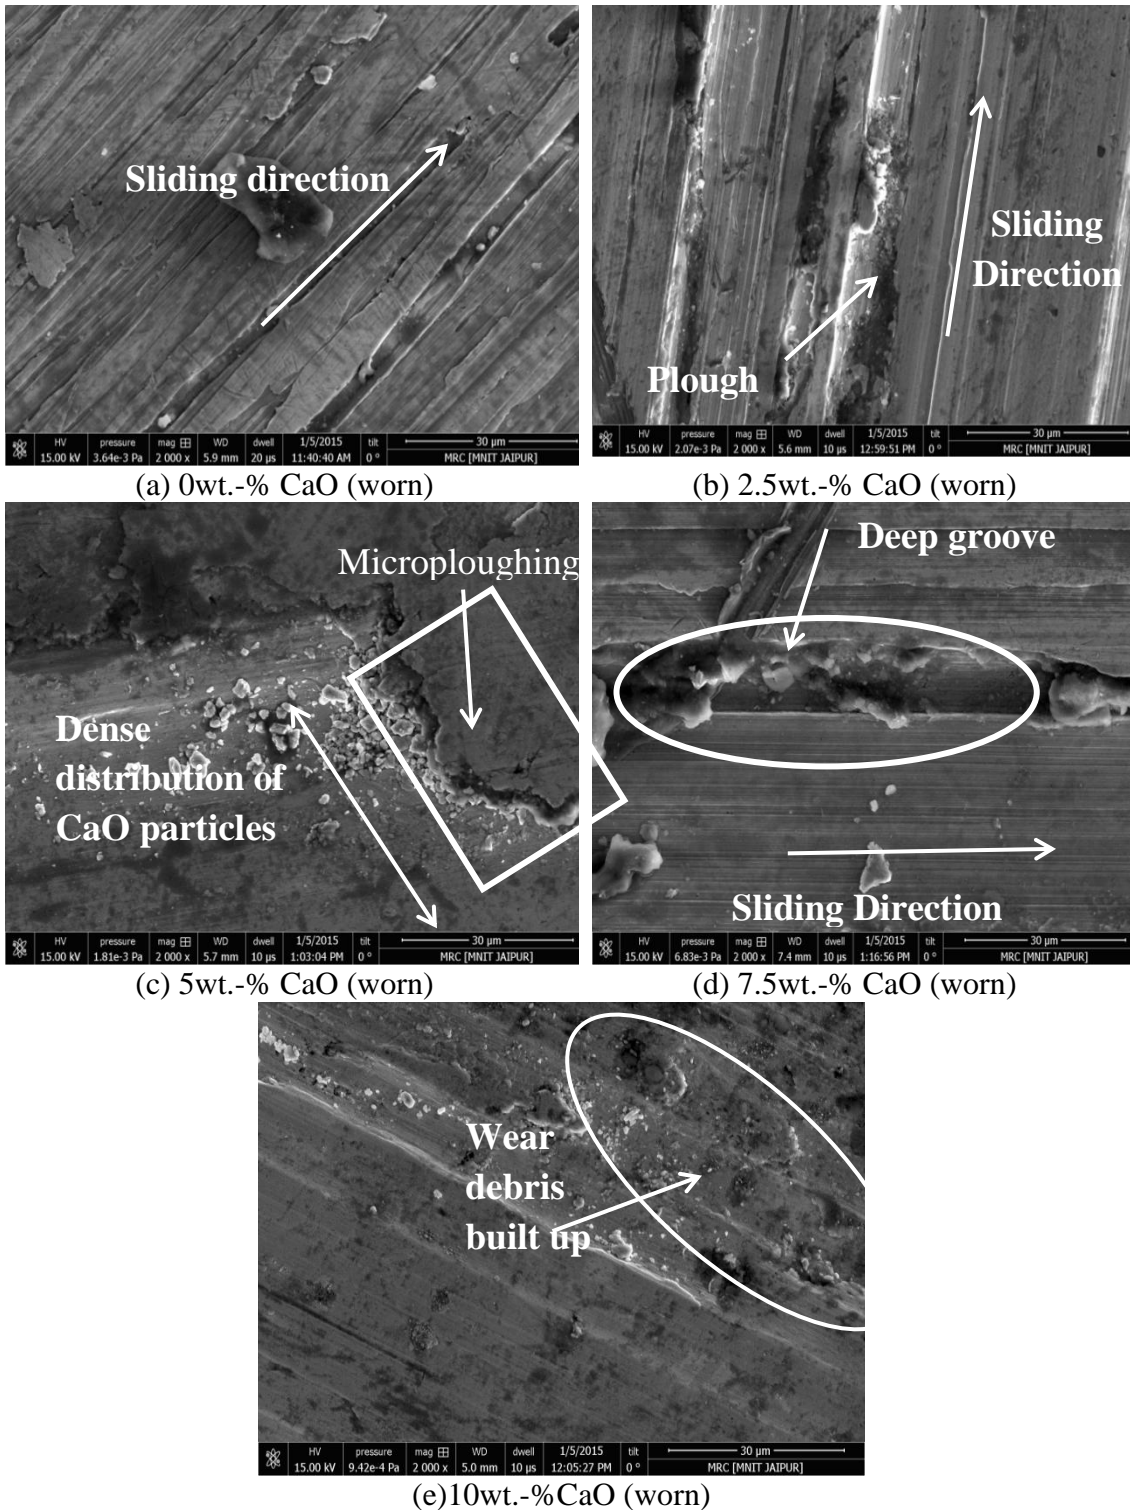 Sliding direction
HV pressure mag WD dwell 1/5/2015 tilt 30 µm
15.00 kV 3.64e-3 Pa 2 000 x 5.9 mm 20 µs 11:40:40 AM 0 ° MRC [MNIT JAIPUR]
(a) 0wt.-% CaO (worn)
Sliding
Direction
Plough
HV pressure mag WD dwell 1/5/2015 tilt 30 µm
15.00 kV 2.07e-3 Pa 2 000 x 5.6 mm 10 µs 12:59:51 PM 0 ° MRC [MNIT JAIPUR]
(b) 2.5wt.-% CaO (worn)
Microploughing
Dense
distribution of
CaO particles
HV pressure mag WD dwell 1/5/2015 tilt 30 µm
15.00 kV 1.81e-3 Pa 2 000 x 5.7 mm 10 µs 1:03:04 PM 0 ° MRC [MNIT JAIPUR]
(c) 5wt.-% CaO (worn)
Deep groove
Sliding Direction
HV pressure mag WD dwell 1/5/2015 tilt 30 µm
15.00 kV 6.83e-3 Pa 2 000 x 7.4 mm 10 µs 1:16:56 PM 0 ° MRC [MNIT JAIPUR]
(d) 7.5wt.-% CaO (worn)
Wear
debris
built up
HV pressure mag WD dwell 1/5/2015 tilt 30 µm
15.00 kV 9.42e-4 Pa 2 000 x 5.0 mm 10 µs 12:05:27 PM 0 ° MRC [MNIT JAIPUR]
(e)10wt.-%CaO (worn)